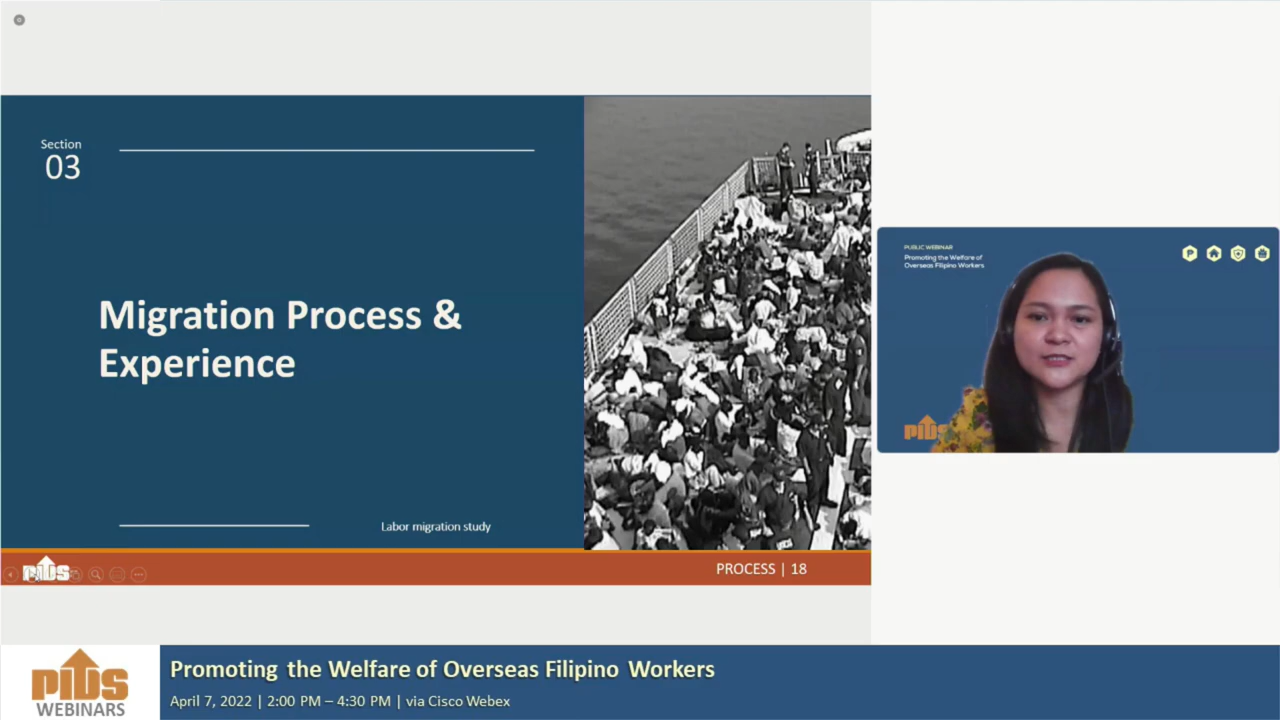 Section
03
Migration Process &
Experience
Labor migration study
PIDS
PROCESS | 18
PUBLIC WEBINAR
Promoting the Welfare of
Overseas Filipino Workers
PIDS
PIDS
WEBINARS
Promoting the Welfare of Overseas Filipino Workers
April 7, 2022 | 2:00 PM – 4:30 PM | via Cisco Webex